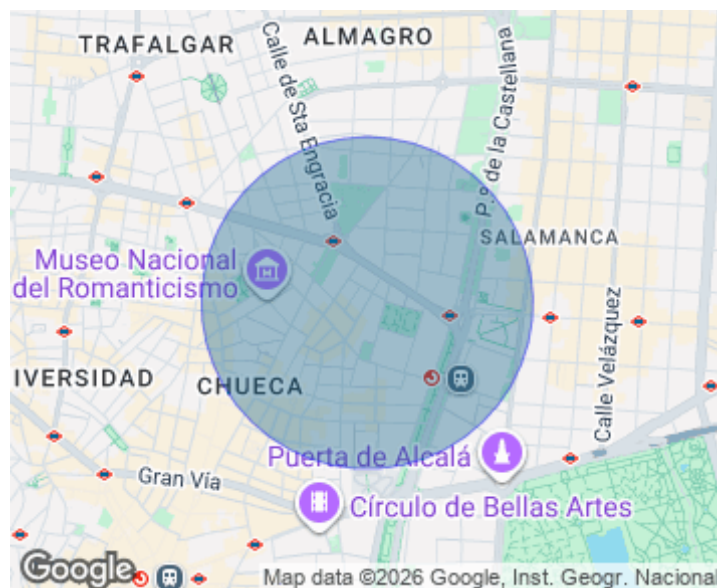 TRAFALGAR
ALMAGRO
Calle de Sta Engracia
P.º de la Castellana
SALAMANCA
Museo Nacional
del Romanticismo
Calle Velázquez
IVERSIDAD
CHUECA
Puerta de Alcalá
Gran Vía
Círculo de Bellas Artes
Google
Map data ©2026 Google, Inst. Geogr. Nacional